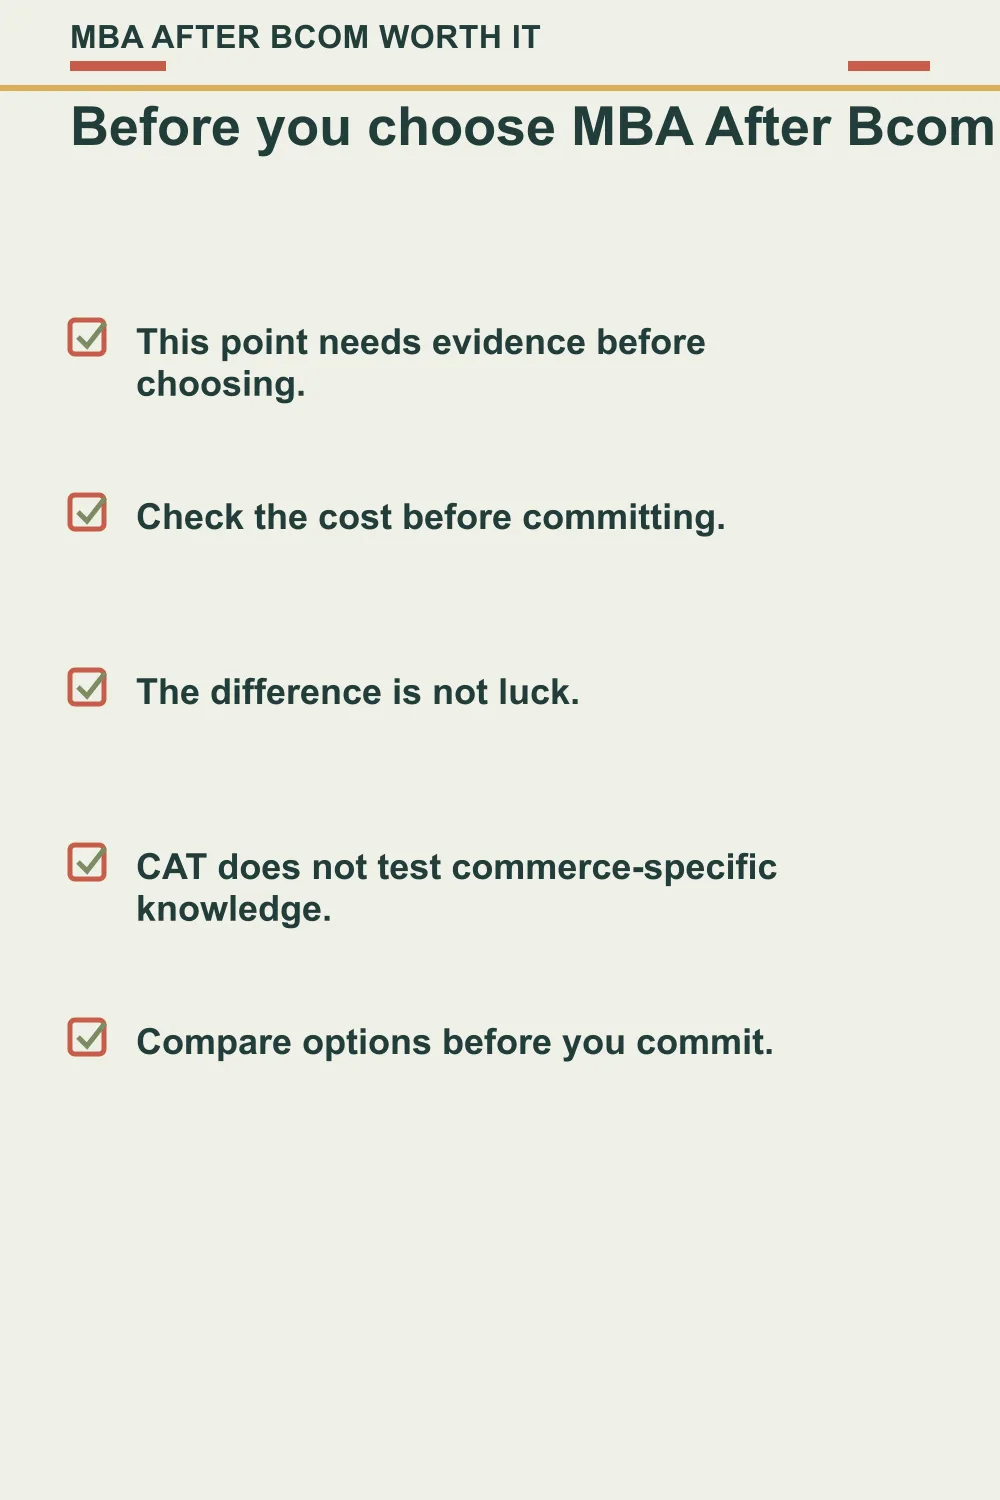 MBA AFTER BCOM WORTH IT
Before you choose MBA After Bcom
This point needs evidence before
choosing.
Check the cost before committing.
The difference is not luck.
CAT does not test commerce-specific
knowledge.
Compare options before you commit.